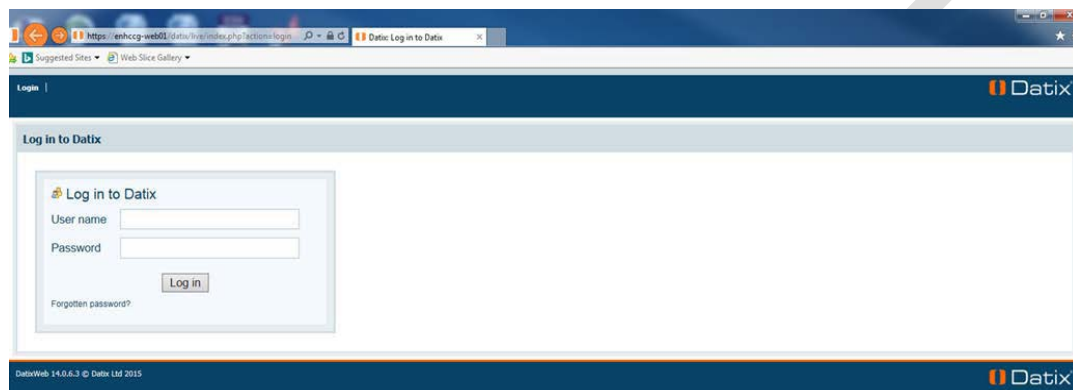 https://enhccg-web01/datix/live/index.php?action=login
Datix: Log in to Datix
Suggested Sites
Web Slice Gallery
Login |
Datix
Log in to Datix
Log in to Datix
User name
Password
Log in
Forgotten password?
DatixWeb 14.0.6.3 © Datix Ltd 2015
Datix